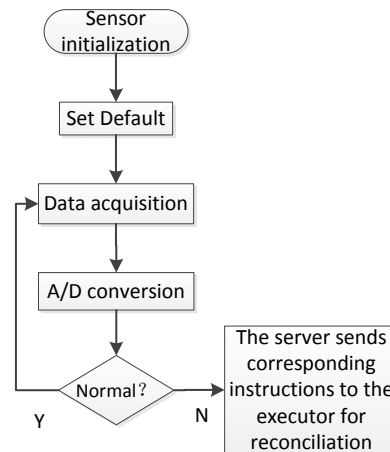 Sensor
initialization
Set Default
Data acquisition
A/D conversion
Normal？
Y
N
The server sends
corresponding
instructions to the
executor for
reconciliation